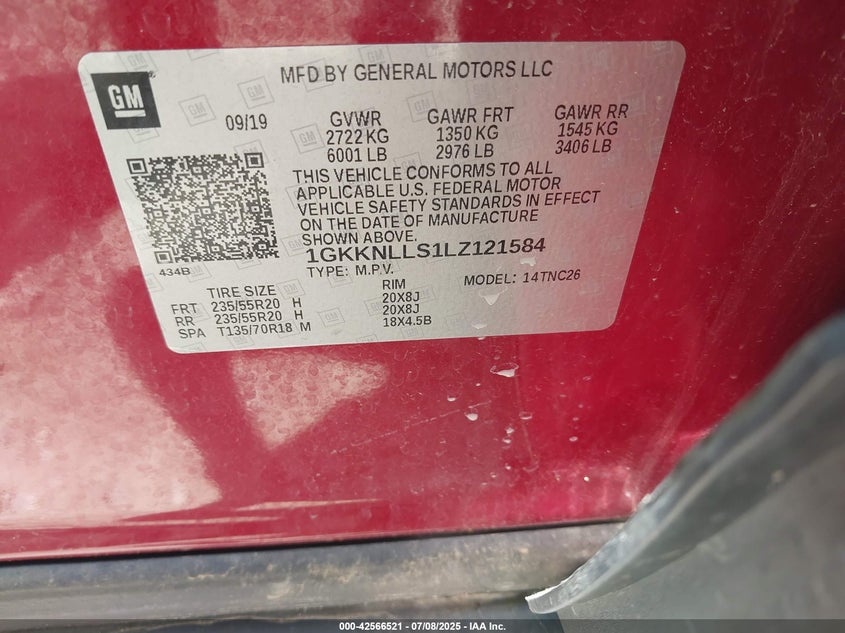 GM
MFD BY GENERAL MOTORS LLC
09/19
GVWR
2722 KG
6001 LB
GAWR FRT
1350 KG
2976 LB
GAWR RR
1545 KG
3406 LB
THIS VEHICLE CONFORMS TO ALL
APPLICABLE U.S. FEDERAL MOTOR
VEHICLE SAFETY STANDARDS IN EFFECT
ON THE DATE OF MANUFACTURE
SHOWN ABOVE.
434B
1GKKNLLS1LZ121584
TYPE: M.P.V. MODEL: 14TNC26
TIRE SIZE RIM
FRT 235/55R20 H 20X8J
RR 235/55R20 H 20X8J
SPA T135/70R18 M 18X4.5B
000-42566521 - 07/08/2025 - IAA Inc.